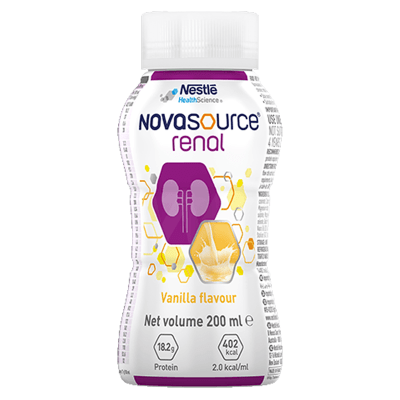 Nestlé
HealthScience®
NOVASOURCE®
renal
Vanilla flavour
Net volume 200 ml e
18.2g
Protein
402
kcal
2.0 kcal/ml